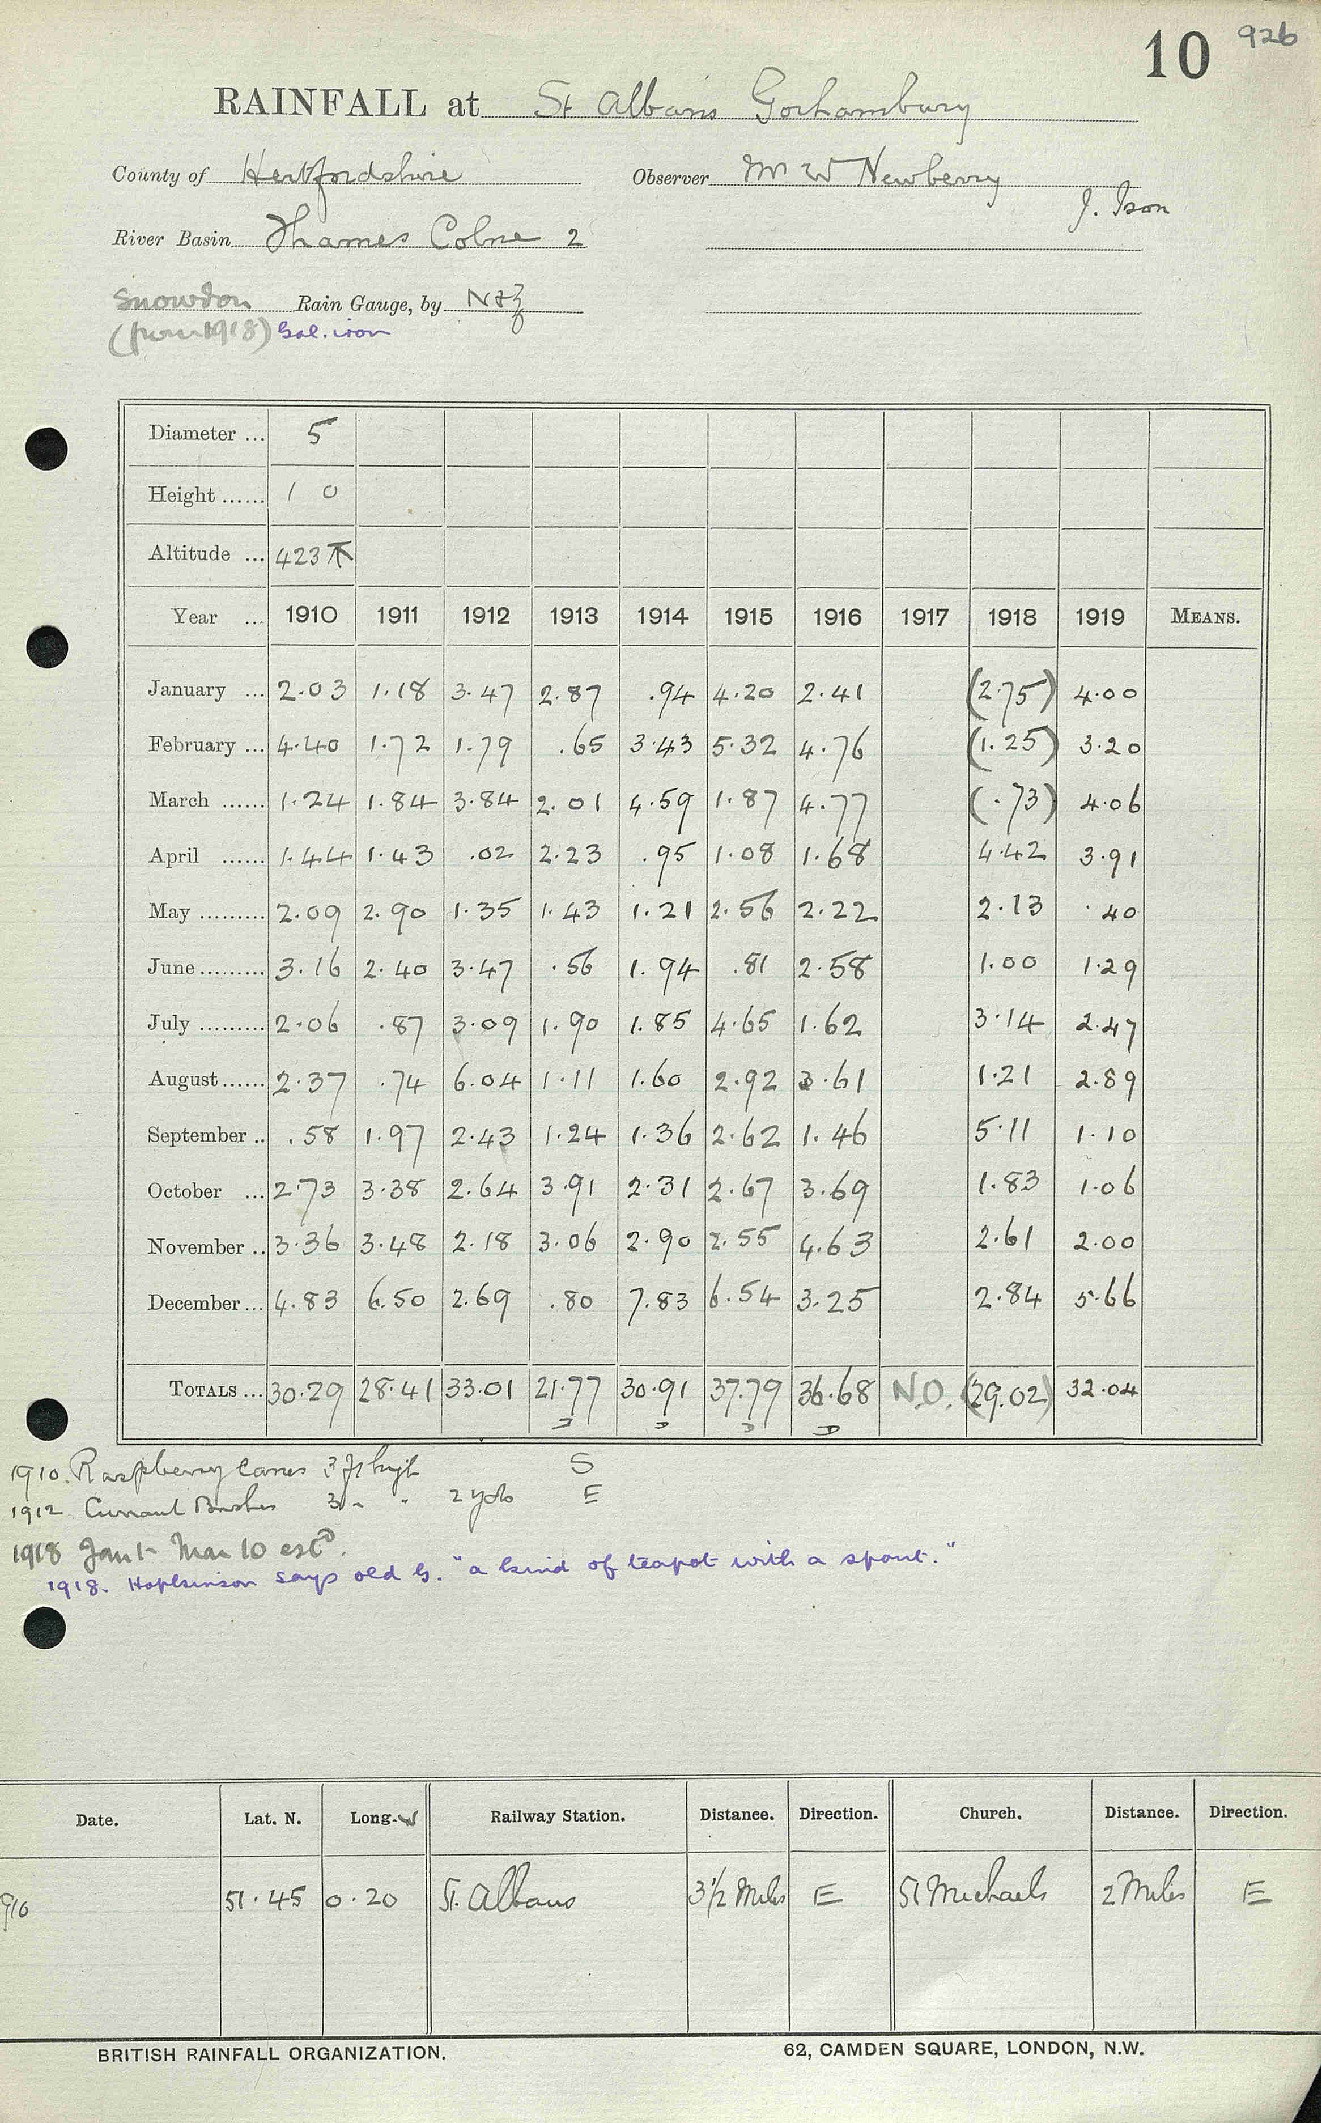 10 926
RAINFALL at St Albans Gorhambury
County of Hertfordshire Observer Mr W Newberry
J. Ison
River Basin Thames Colne 2
Snowdon Rain Gauge, by N&Z
(from 1918) Gal. iron
Diameter ... 5
Height ...... 1 0
Altitude ... 423
Year ... 1910 1911 1912 1913 1914 1915 1916 1917 1918 1919 MEANS.
January ... 2.03 1.18 3.47 2.87 .94 4.20 2.41 (2.75) 4.00
February ... 4.40 1.72 1.79 .65 3.43 5.32 4.76 (1.25) 3.20
March ...... 1.24 1.84 3.84 2.01 4.59 1.87 4.77 (.73) 4.06
April ...... 1.44 1.43 .02 2.23 .95 1.08 1.68 4.42 3.91
May ......... 2.09 2.90 1.35 1.43 1.21 2.56 2.22 2.13 .40
June ......... 3.16 2.40 3.47 .56 1.94 .81 2.58 1.00 1.29
July ......... 2.06 .87 3.09 1.90 1.85 4.65 1.62 3.14 2.47
August ...... 2.37 .74 6.04 1.11 1.60 2.92 3.61 1.21 2.89
September .. .58 1.97 2.43 1.24 1.36 2.62 1.46 5.11 1.10
October ... 2.73 3.38 2.64 3.91 2.31 2.67 3.69 1.83 1.06
November .. 3.36 3.48 2.18 3.06 2.90 2.55 4.63 2.61 2.00
December ... 4.83 6.50 2.69 .80 7.83 6.54 3.25 2.84 5.66
TOTALS ... 30.29 28.41 33.01 21.77 30.91 37.79 36.68 N.O. (29.02) 32.04
1910. Raspberry Canes 3 ft high S
1912 Currant Bushes 3 " " 2 yds E
1918 Jan 1 - Mar 10 estd.
1918. Hopkinson says old G. "a kind of teapot with a spout."
Date. Lat. N. Long. W Railway Station. Distance. Direction. Church. Distance. Direction.
910 51.45 0.20 St. Albans 3½ Miles E St Michaels 2 Miles E
BRITISH RAINFALL ORGANIZATION. 62, CAMDEN SQUARE, LONDON, N.W.